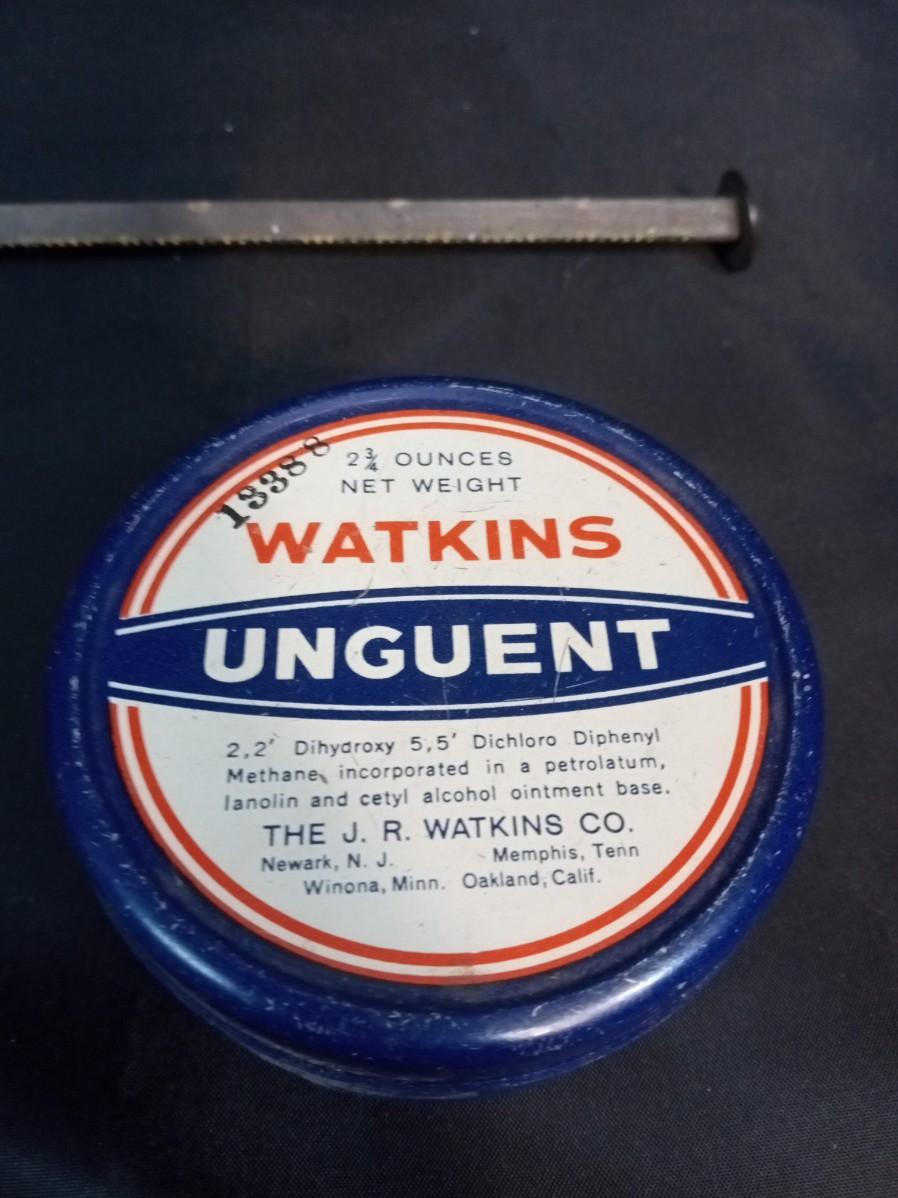 13388
2¾ OUNCES
NET WEIGHT
WATKINS
UNGUENT
2,2' Dihydroxy 5,5' Dichloro Diphenyl
Methane, incorporated in a petrolatum,
lanolin and cetyl alcohol ointment base.
THE J. R. WATKINS CO.
Newark, N. J. Memphis, Tenn
Winona, Minn. Oakland, Calif.